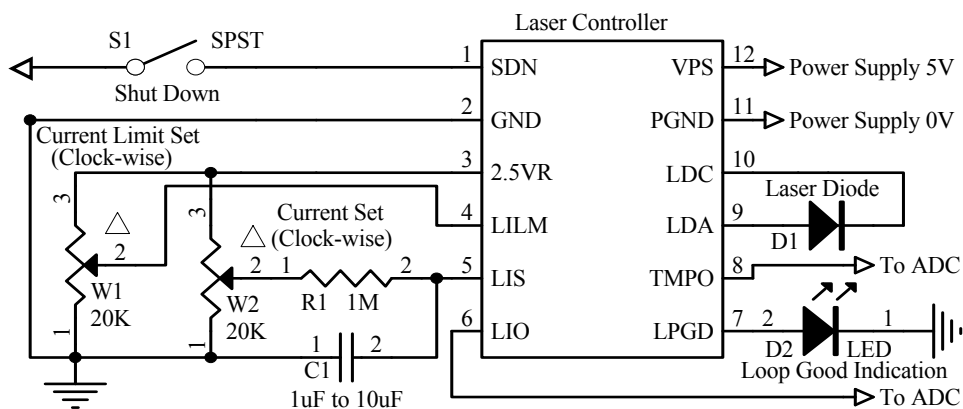 Laser Controller
S1 SPST
Shut Down
1 SDN
2 GND
3 2.5VR
4 LILM
5 LIS
6 LIO
VPS 12 Power Supply 5V
PGND 11 Power Supply 0V
LDC 10
LDA 9
TMPO 8 To ADC
LPGD 7
Laser Diode
D1
2 1
D2 LED
Loop Good Indication
To ADC
Current Limit Set
(Clock-wise)
3
2
W1
20K
1
Current Set
(Clock-wise)
3
2
W2
20K
1
1 2
R1 1M
1 2
C1
1uF to 10uF